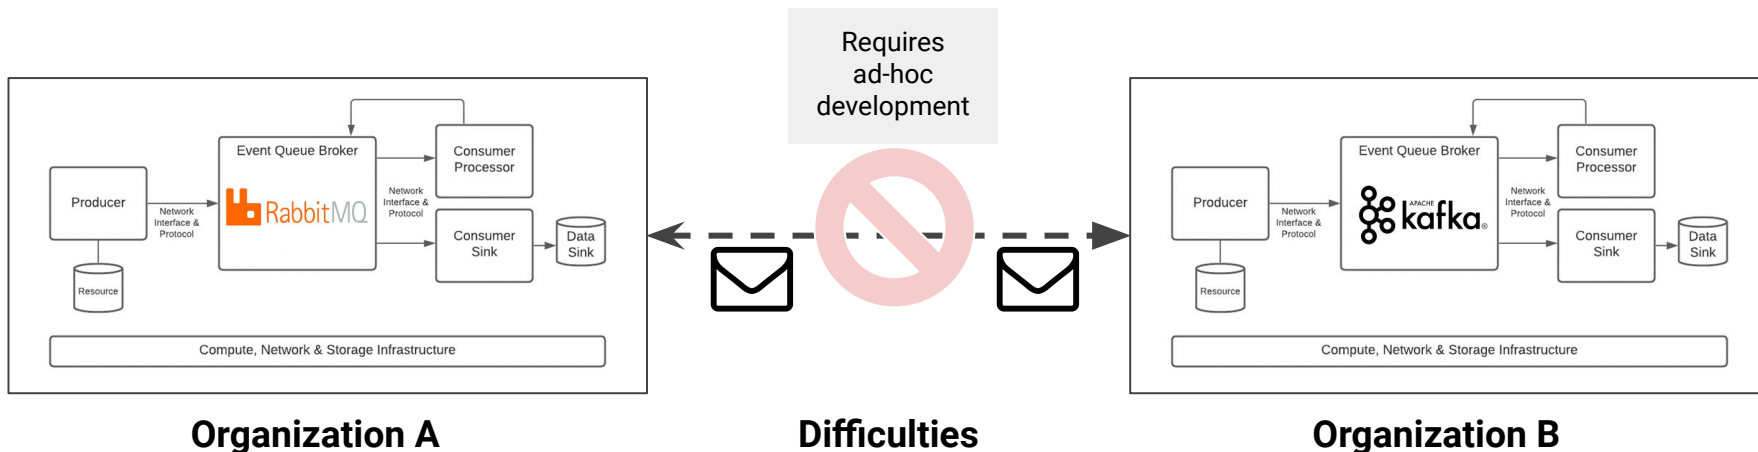 Requires
ad-hoc
development
Event Queue Broker
RabbitMQ
Producer
Network
Interface &
Protocol
Resource
Consumer
Processor
Network
Interface &
Protocol
Consumer
Sink
Data
Sink
Compute, Network & Storage Infrastructure
Organization A
Difficulties
Event Queue Broker
APACHE
kafka®
Producer
Network
Interface &
Protocol
Resource
Consumer
Processor
Network
Interface &
Protocol
Consumer
Sink
Data
Sink
Compute, Network & Storage Infrastructure
Organization B